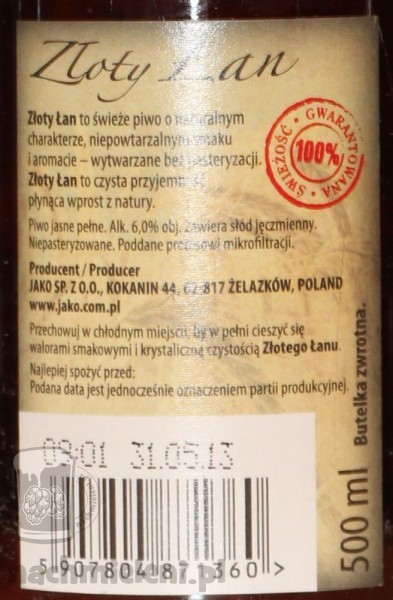 Złoty Łan
Złoty Łan to świeże piwo o naturalnym
charakterze, niepowtarzalnym smaku
i aromacie – wytwarzane bez pasteryzacji.
Złoty Łan to czysta przyjemność
płynąca wprost z natury.
GWARANTOWANA • ŚWIEŻOŚĆ •
100%
Piwo jasne pełne. Alk. 6,0% obj. Zawiera słód jęczmienny.
Niepasteryzowane. Poddane procesowi mikrofiltracji.
Producent / Producer
JAKO SP. Z O.O., KOKANIN 44, 62-817 ŻELAZKÓW, POLAND
www.jako.com.pl
Przechowuj w chłodnym miejscu, by w pełni cieszyć się
walorami smakowymi i krystaliczną czystością Złotego Łanu.
Najlepiej spożyć przed:
Podana data jest jednocześnie oznaczeniem partii produkcyjnej.
09:01 31.05.13
5 907804 871360 >
500 ml Butelka zwrotna.